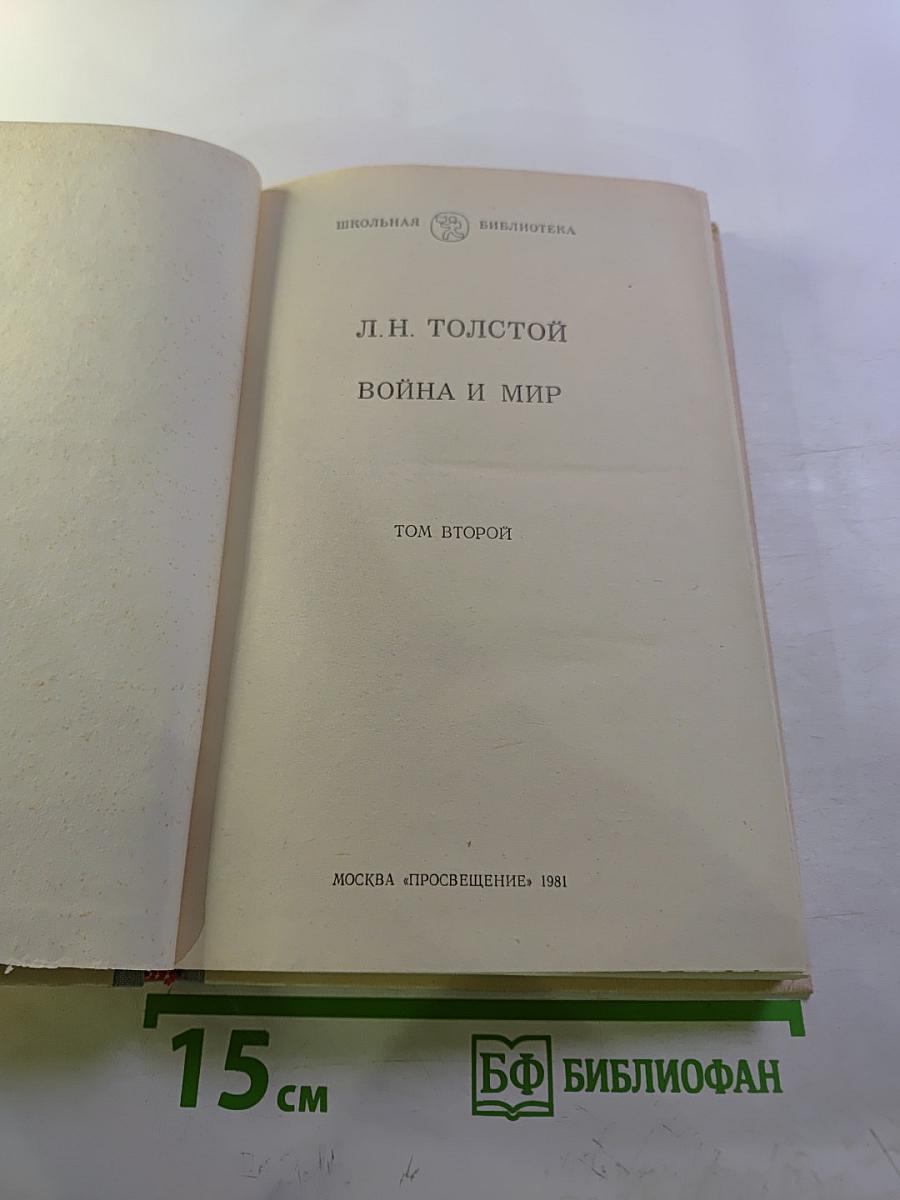 ШКОЛЬНАЯ БИБЛИОТЕКА
Л. Н. ТОЛСТОЙ
ВОЙНА И МИР
ТОМ ВТОРОЙ
МОСКВА «ПРОСВЕЩЕНИЕ» 1981
15 см
БФ БИБЛИОФАН